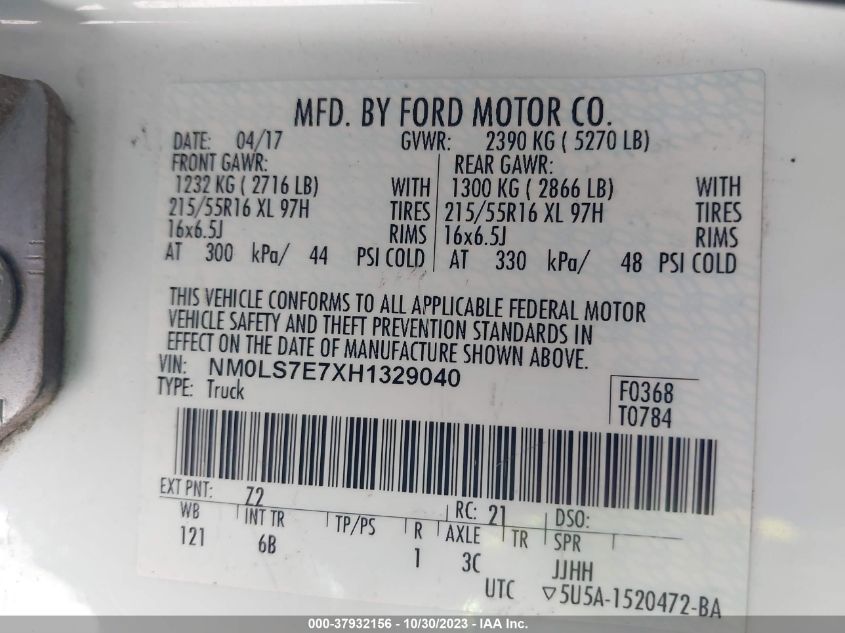 MFD. BY FORD MOTOR CO.
DATE: 04/17 GVWR: 2390 KG ( 5270 LB)
FRONT GAWR: REAR GAWR:
1232 KG ( 2716 LB) WITH 1300 KG ( 2866 LB) WITH
215/55R16 XL 97H TIRES 215/55R16 XL 97H TIRES
16x6.5J RIMS 16x6.5J RIMS
AT 300 kPa/ 44 PSI COLD AT 330 kPa/ 48 PSI COLD
THIS VEHICLE CONFORMS TO ALL APPLICABLE FEDERAL MOTOR
VEHICLE SAFETY AND THEFT PREVENTION STANDARDS IN
EFFECT ON THE DATE OF MANUFACTURE SHOWN ABOVE.
VIN: NM0LS7E7XH1329040
TYPE: Truck
F0368
T0784
EXT PNT: Z2 RC: 21 DSO:
WB INT TR TP/PS R AXLE TR SPR
121 6B 1 3C JJHH
UTC ▽5U5A-1520472-BA
000-37932156 - 10/30/2023 - © 2023, IAA Inc.